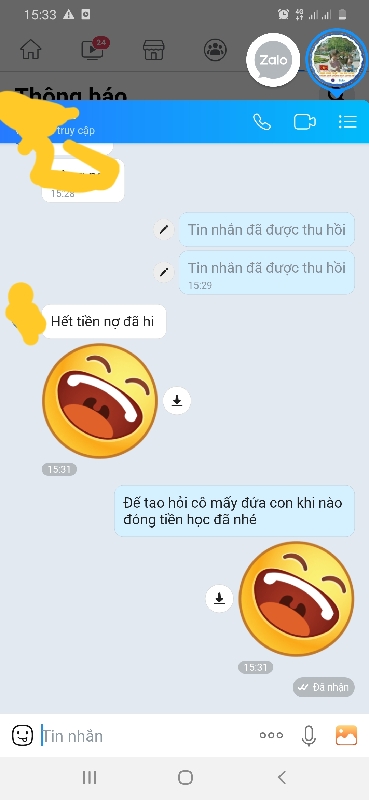 15:33
4G
24
Zalo
Thông báo
truy cập
15:28
Tin nhắn đã được thu hồi
Tin nhắn đã được thu hồi
15:29
Hết tiền nợ đã hi
15:31
Để tao hỏi cô mấy đứa con khi nào
đóng tiền học đã nhé
15:31
Đã nhận
Tin nhắn